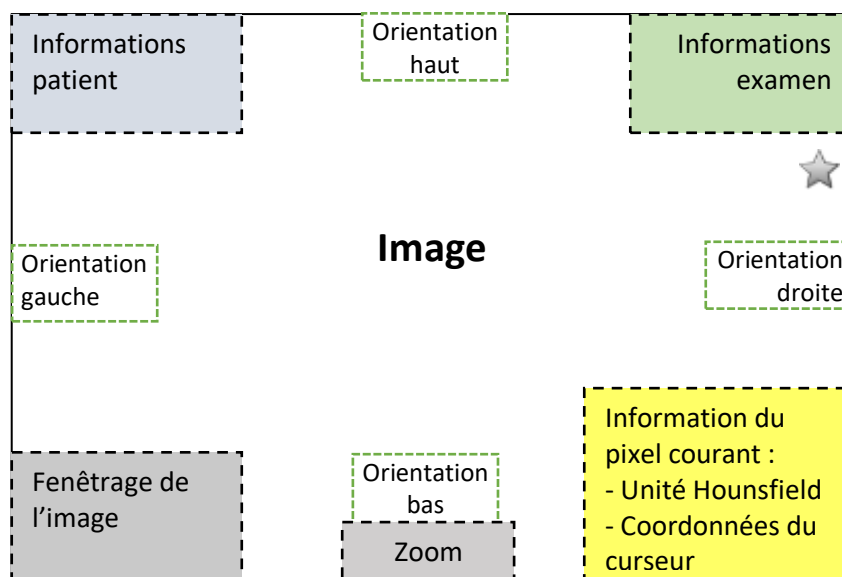 Informations
patient
Orientation
haut
Informations
examen
Orientation
gauche
Image
Orientation
droite
Fenêtrage de
l’image
Orientation
bas
Zoom
Information du
pixel courant :
- Unité Hounsfield
- Coordonnées du
curseur